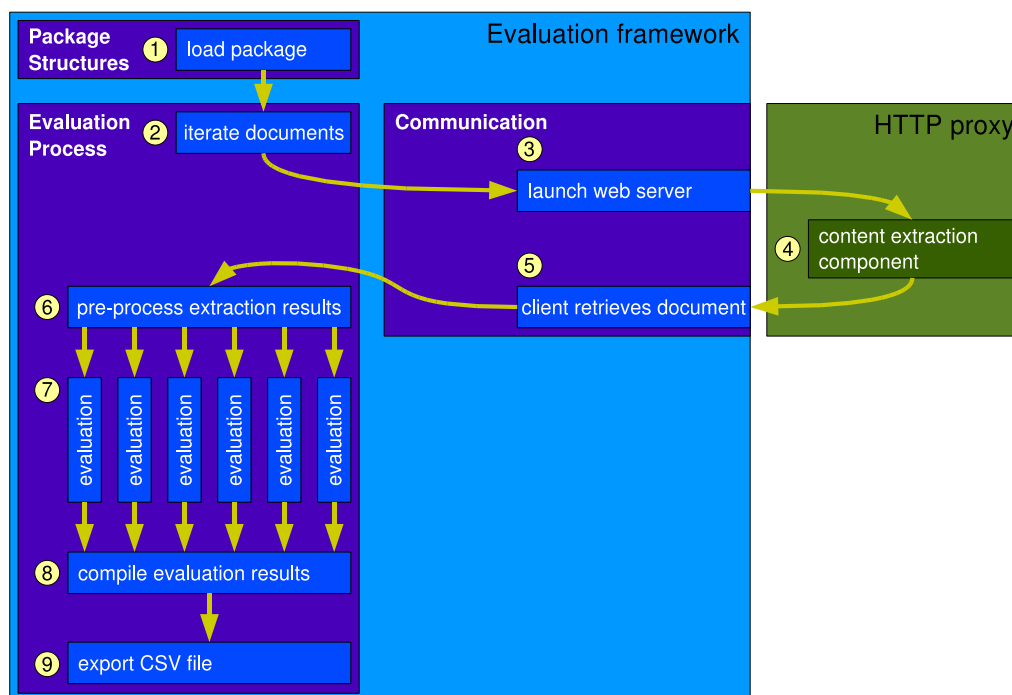 Evaluation framework
Package
Structures
1
load package
Evaluation
Process
2
iterate documents
Communication
3
launch web server
HTTP proxy
4
content extraction
component
5
client retrieves document
6
pre-process extraction results
7
evaluation
evaluation
evaluation
evaluation
evaluation
evaluation
8
compile evaluation results
9
export CSV file